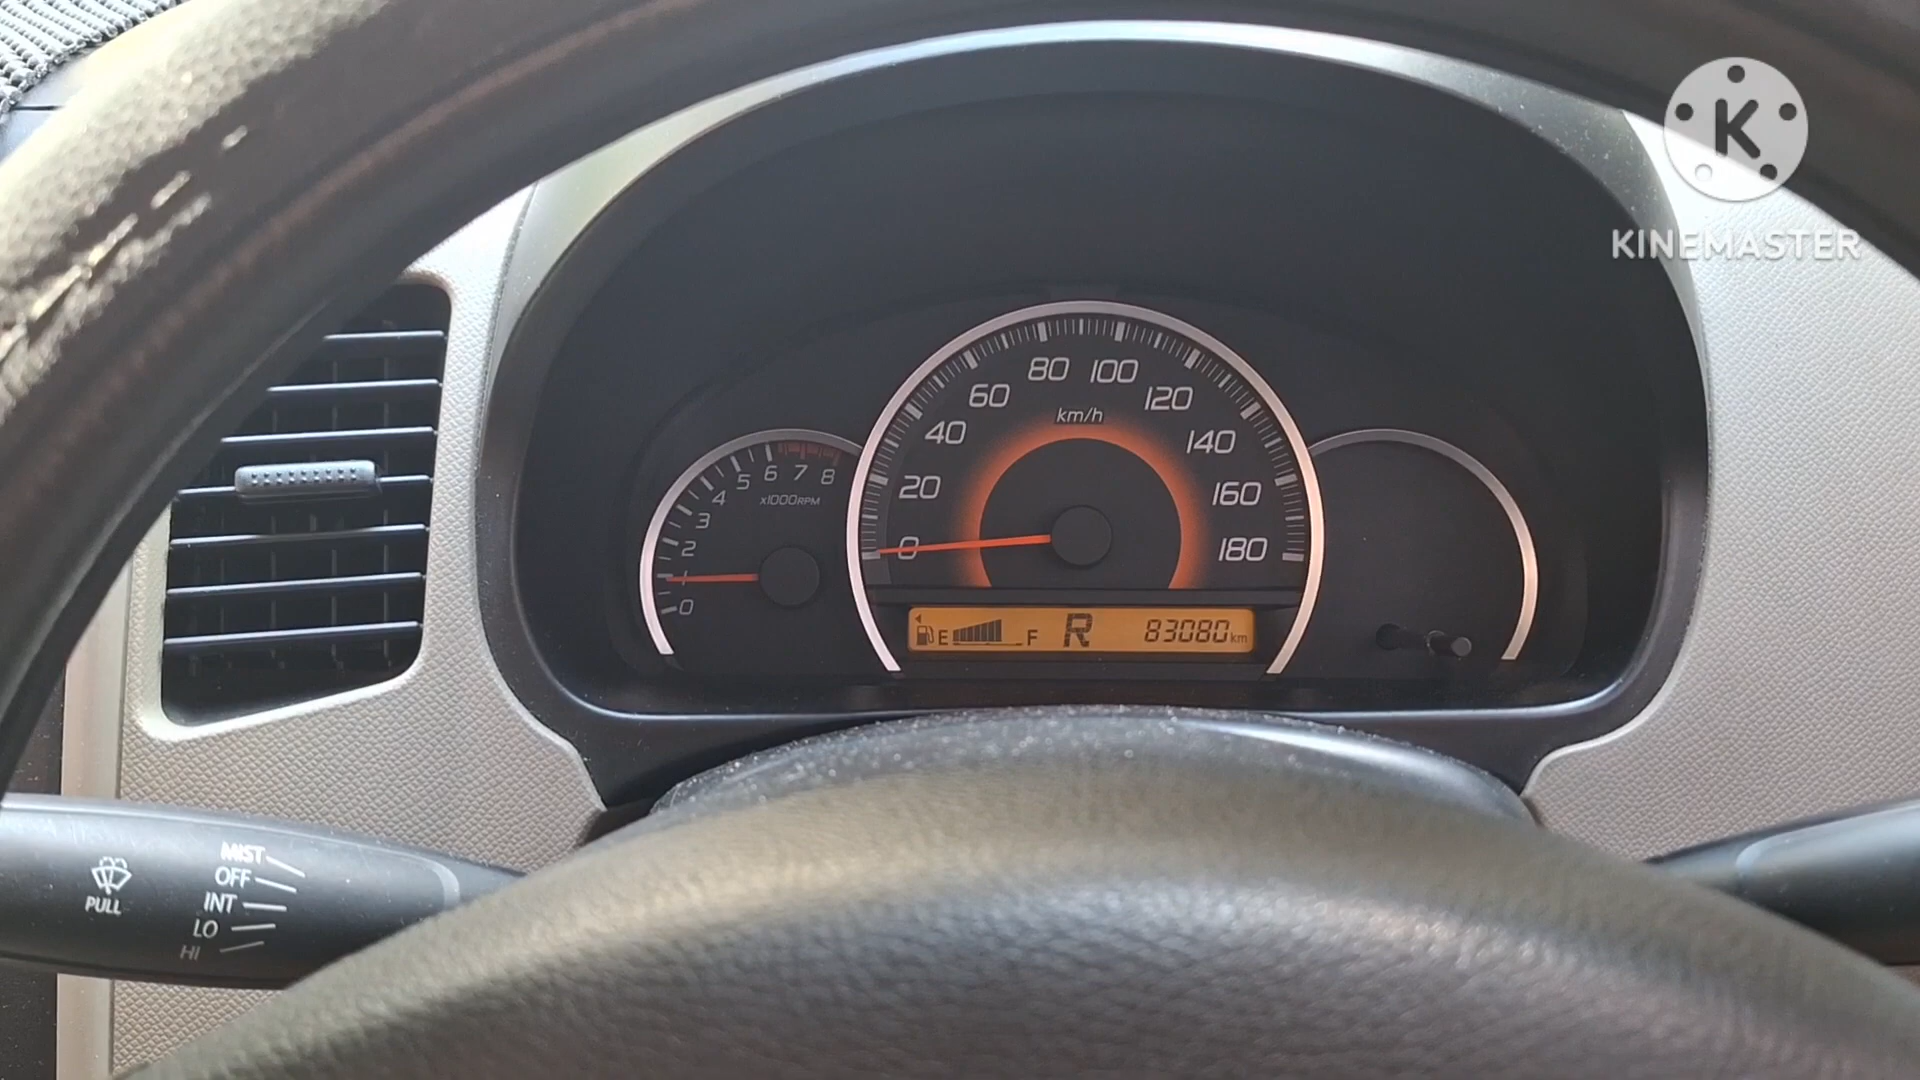 K
KINEMASTER
80 100
60 120
km/h
40 140
20 160
0 180
6 7 8
5
4
x1000RPM
3
2
1
0
E F R 83080km
MIST
OFF
PULL INT
LO
HI